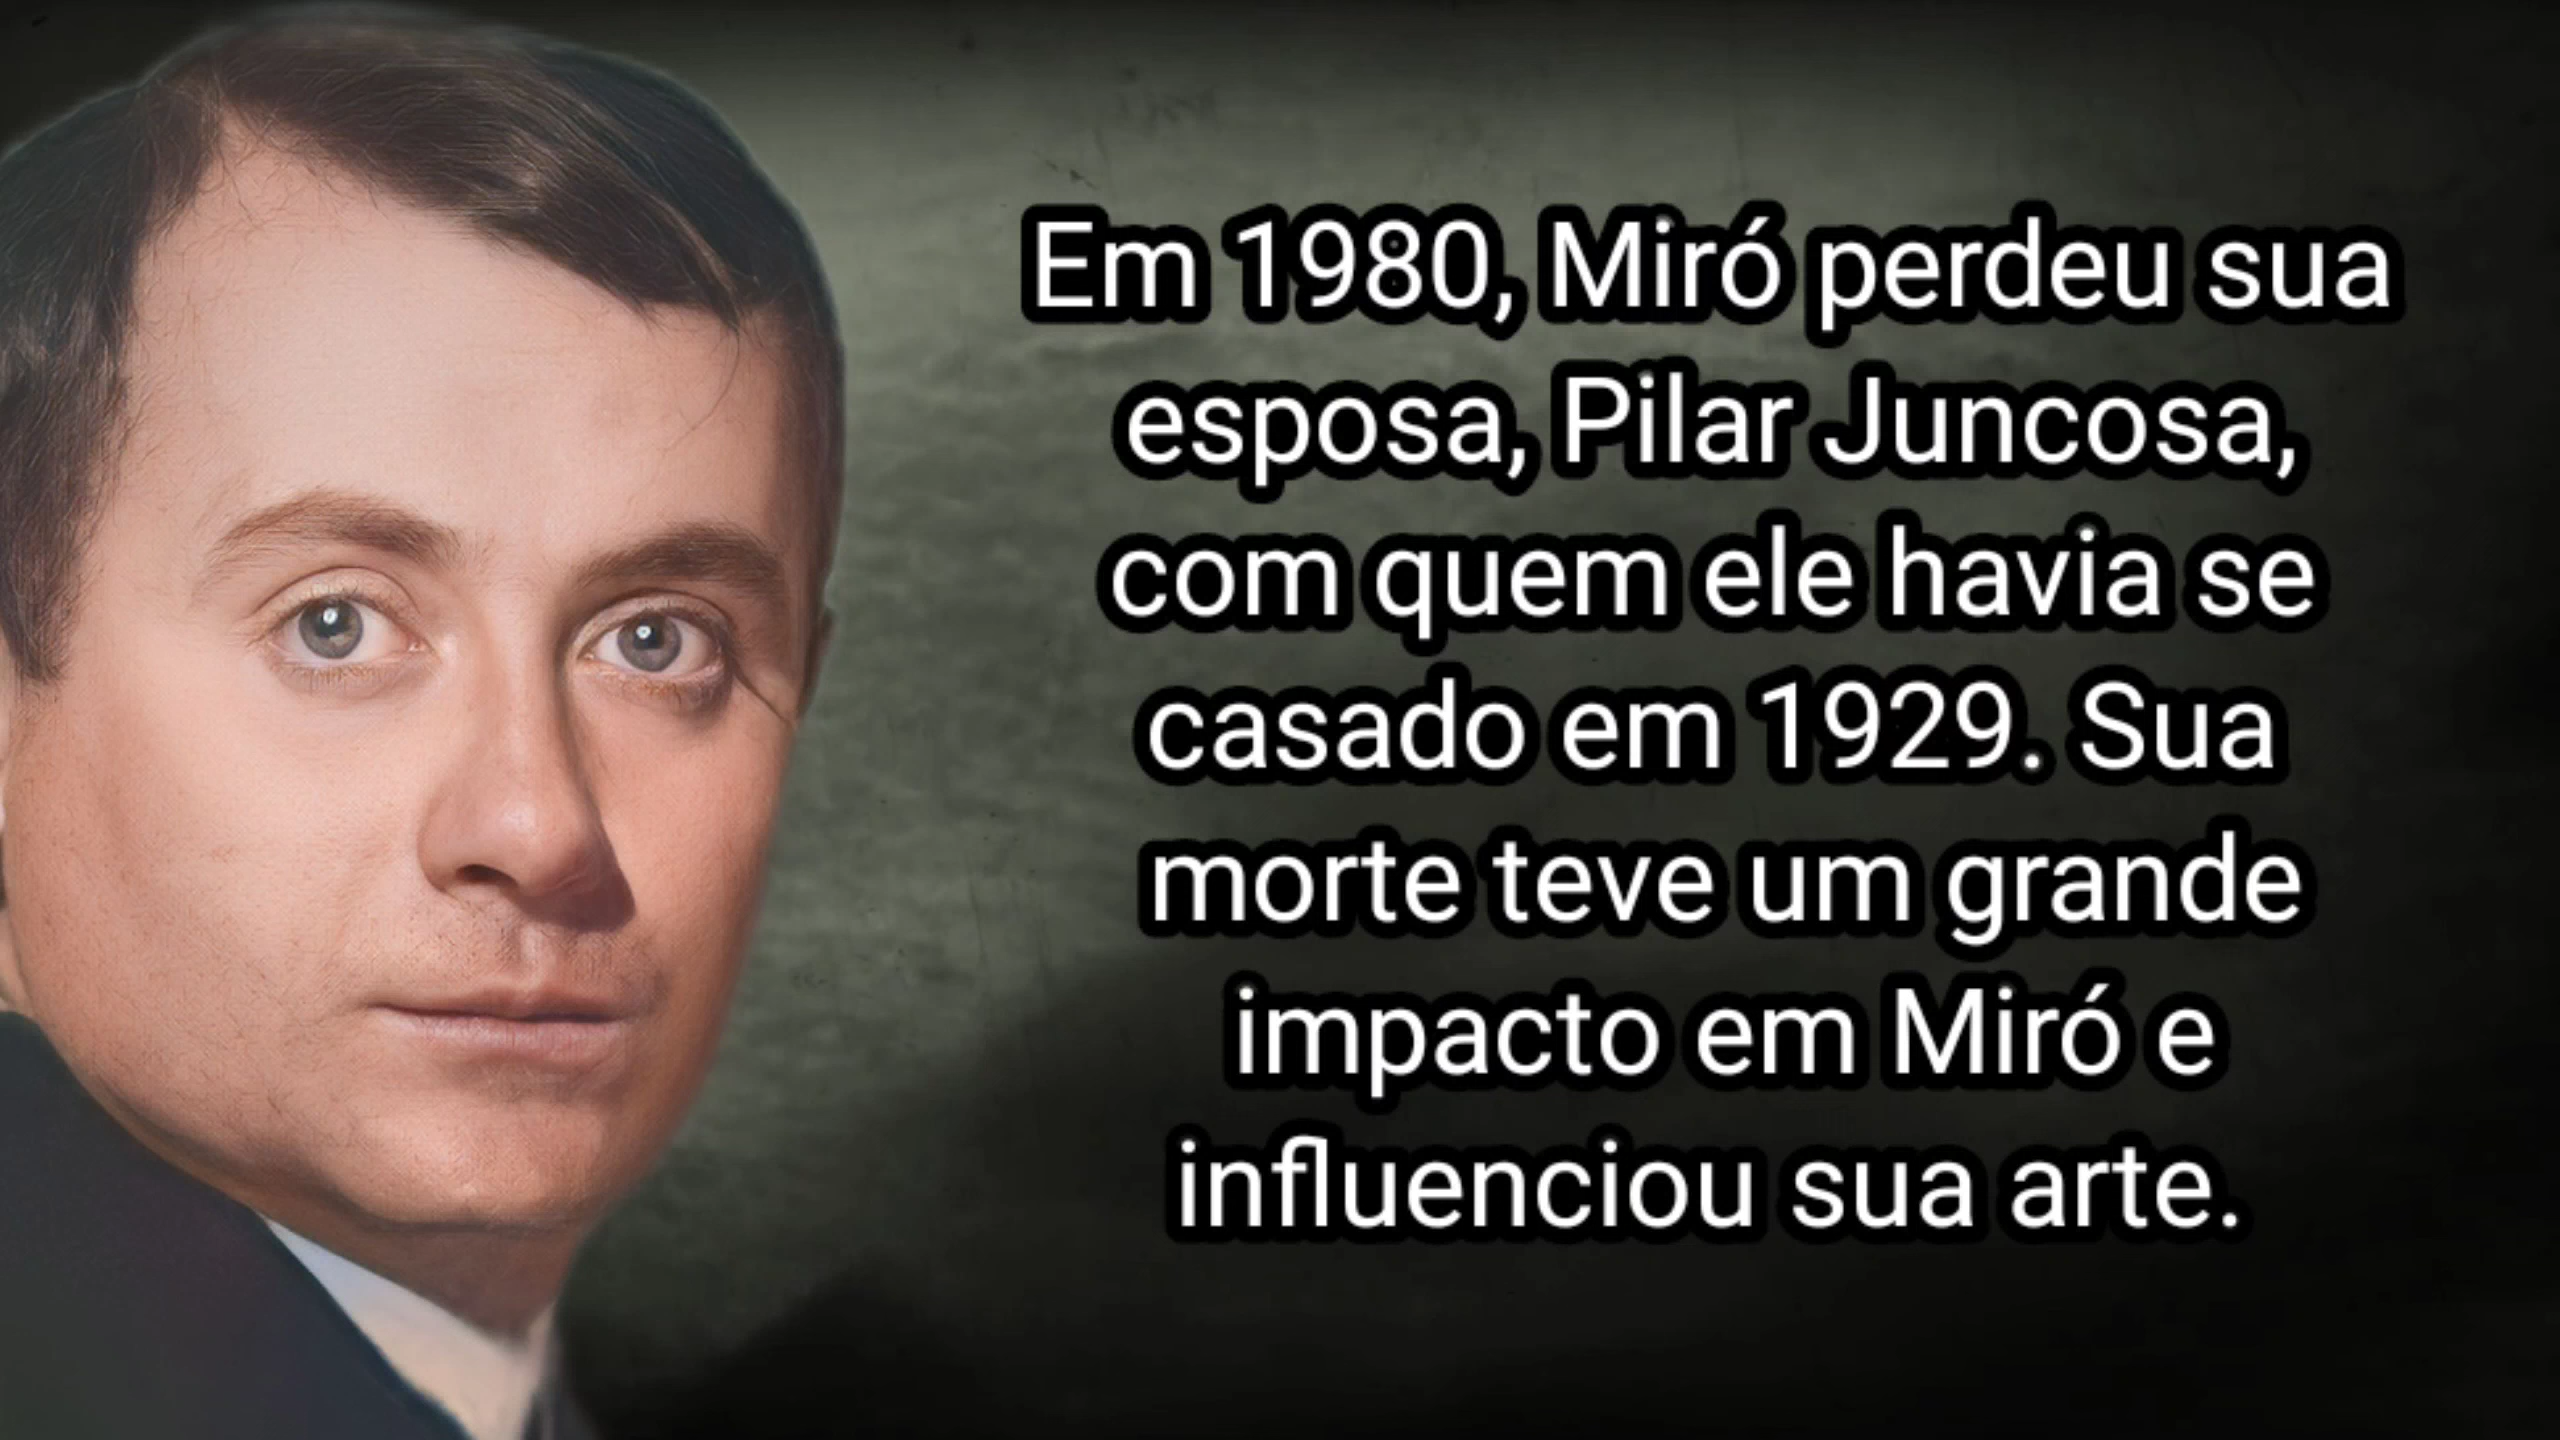 Em 1980, Miró perdeu sua
esposa, Pilar Juncosa,
com quem ele havia se
casado em 1929. Sua
morte teve um grande
impacto em Miró e
influenciou sua arte.